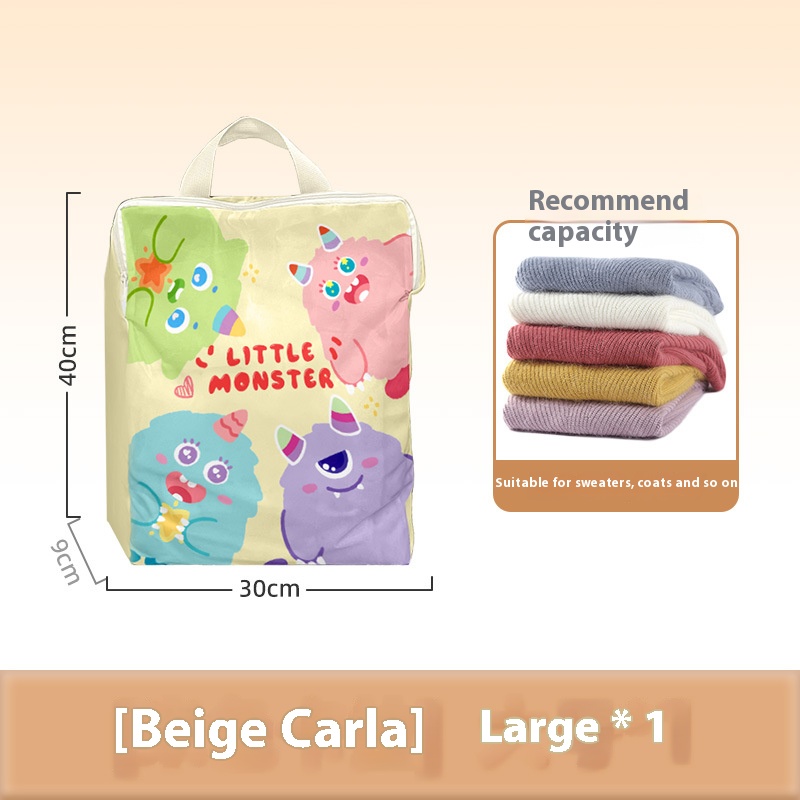 Recommend
capacity
40cm
LITTLE
MONSTER
Suitable for sweaters, coats and so on
9cm
30cm
[Beige Carla] Large * 1